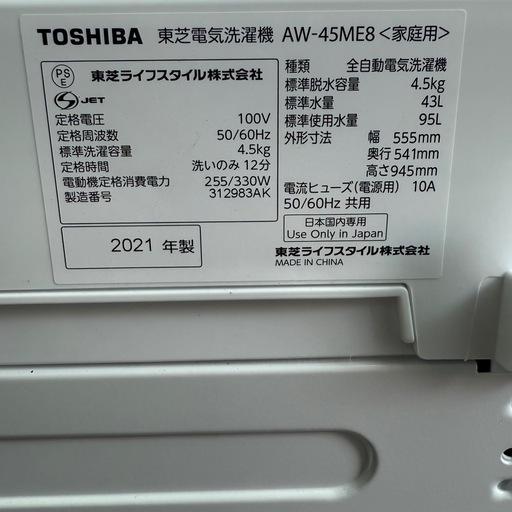 TOSHIBA 東芝電気洗濯機 AW-45ME8<家庭用>
PS
E
東芝ライフスタイル株式会社
S JET
定格電圧 100V
定格周波数 50/60Hz
標準洗濯容量 4.5kg
定格時間 洗いのみ 12分
電動機定格消費電力 255/330W
製造番号 312983AK
2021 年製
種類 全自動電気洗濯機
標準脱水容量 4.5kg
標準水量 43L
標準使用水量 95L
外形寸法 幅 555mm
奥行 541mm
高さ945mm
電流ヒューズ(電源用) 10A
50/60Hz 共用
日本国内専用
Use Only in Japan
東芝ライフスタイル株式会社
MADE IN CHINA